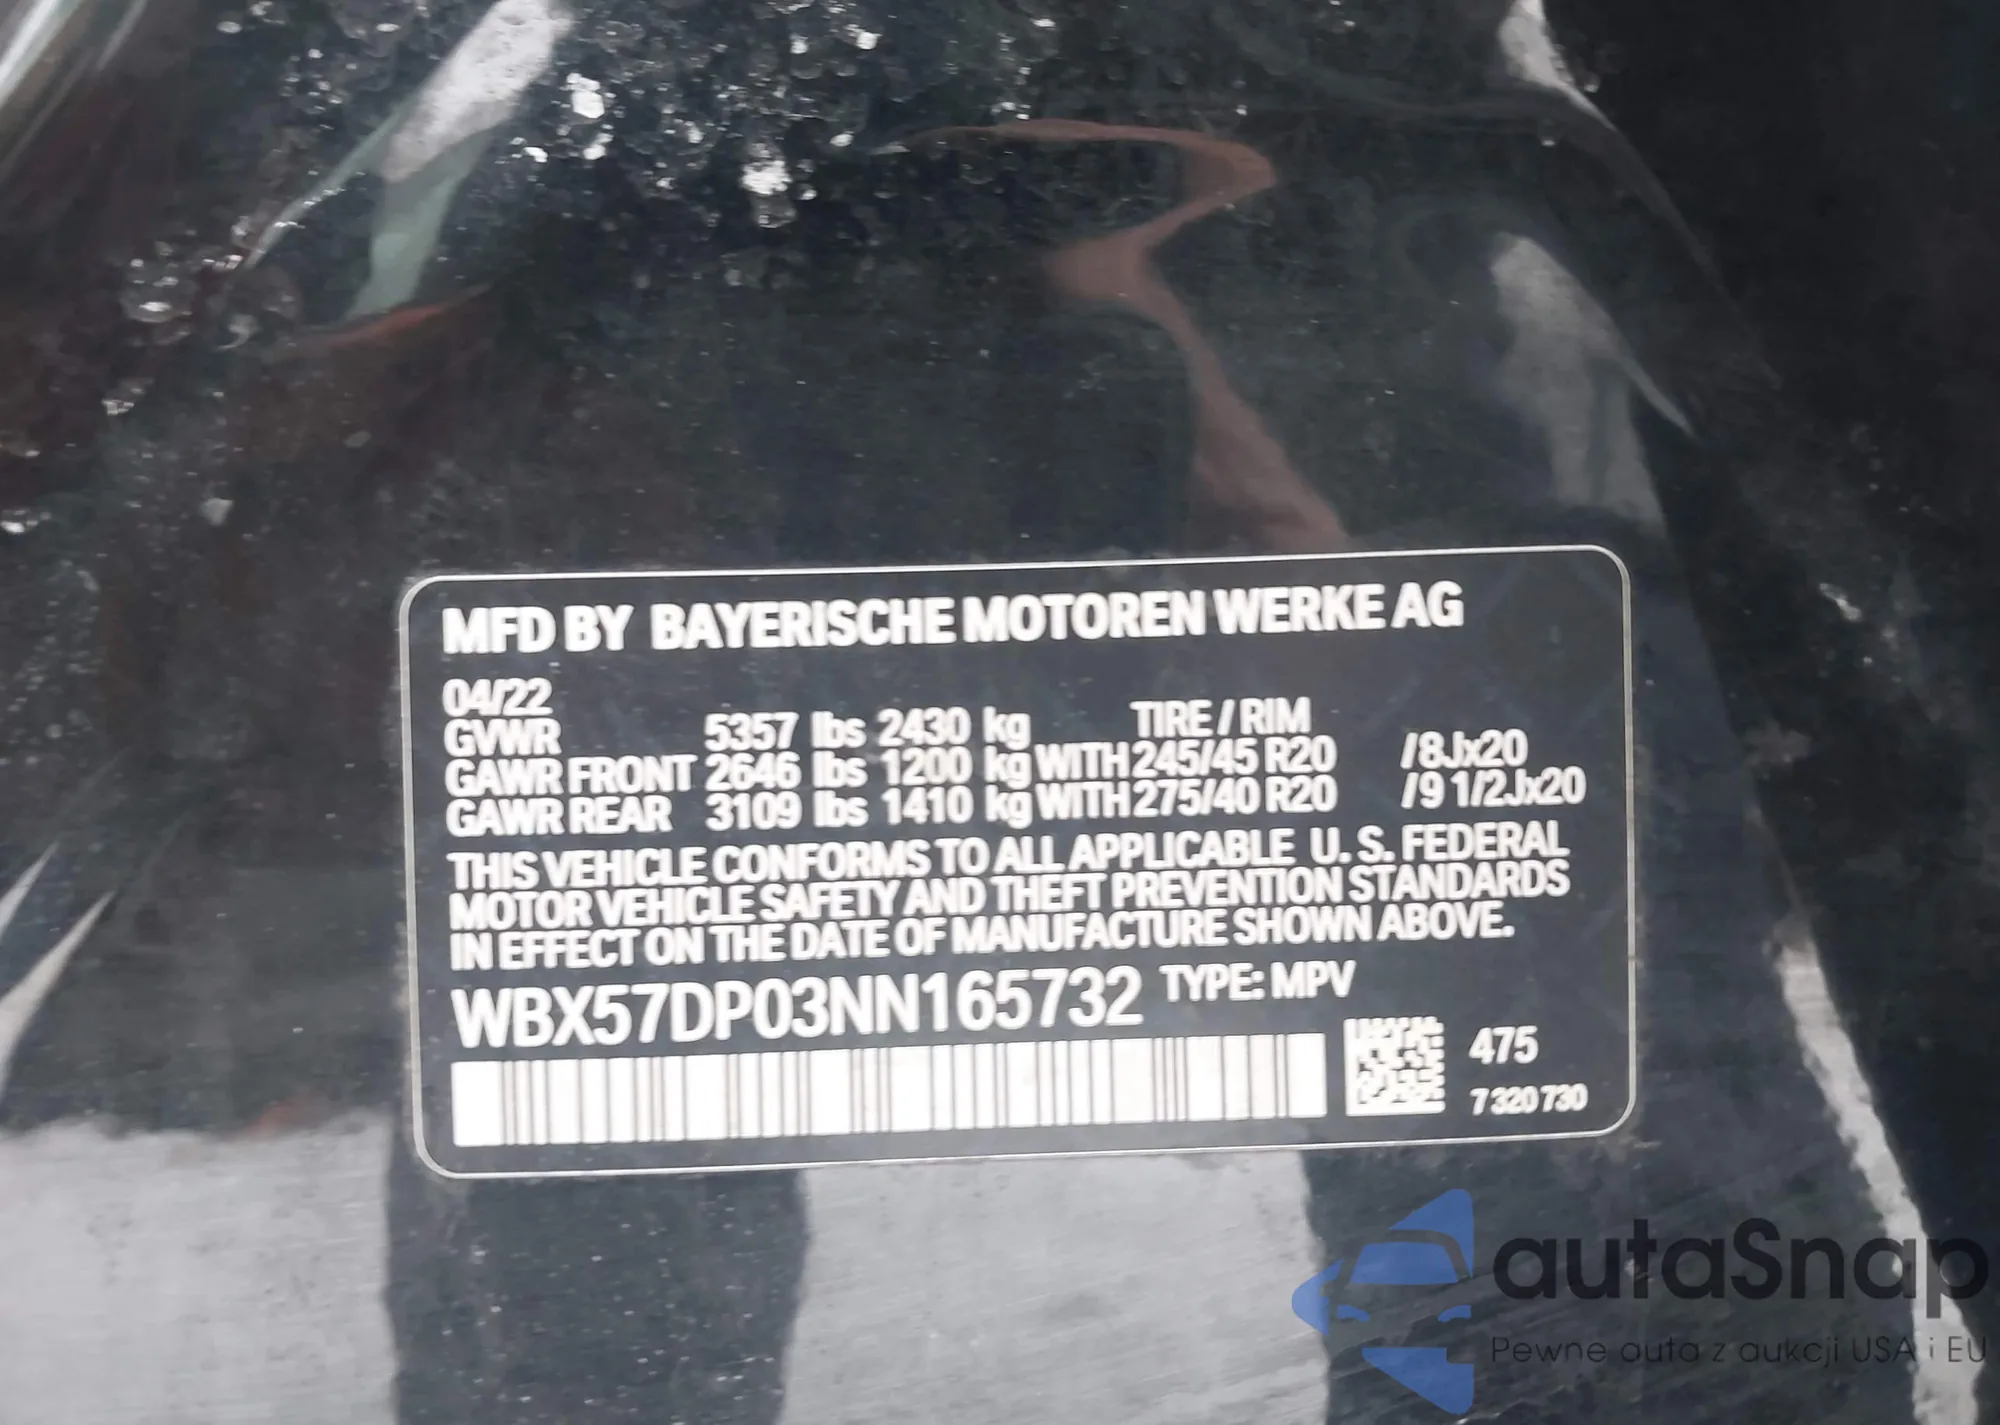 MFD BY BAYERISCHE MOTOREN WERKE AG
04/22
GVWR 5357 lbs 2430 kg TIRE / RIM
GAWR FRONT 2646 lbs 1200 kg WITH 245/45 R20 /8Jx20
GAWR REAR 3109 lbs 1410 kg WITH 275/40 R20 /9 1/2Jx20
THIS VEHICLE CONFORMS TO ALL APPLICABLE U. S. FEDERAL
MOTOR VEHICLE SAFETY AND THEFT PREVENTION STANDARDS
IN EFFECT ON THE DATE OF MANUFACTURE SHOWN ABOVE.
WBX57DP03NN165732 TYPE: MPV
475
7 320 730
autaSnap
Pewne auta z aukcji USA i EU